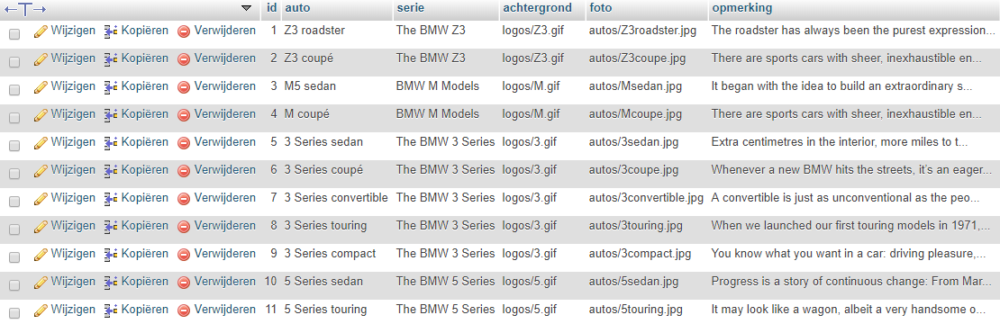 id auto serie achtergrond foto opmerking
Wijzigen Kopiëren Verwijderen 1 Z3 roadster The BMW Z3 logos/Z3.gif autos/Z3roadster.jpg The roadster has always been the purest expression...
Wijzigen Kopiëren Verwijderen 2 Z3 coupé The BMW Z3 logos/Z3.gif autos/Z3coupe.jpg There are sports cars with sheer, inexhaustible en...
Wijzigen Kopiëren Verwijderen 3 M5 sedan BMW M Models logos/M.gif autos/Msedan.jpg It began with the idea to build an extraordinary s...
Wijzigen Kopiëren Verwijderen 4 M coupé BMW M Models logos/M.gif autos/Mcoupe.jpg There are sports cars with sheer, inexhaustible en...
Wijzigen Kopiëren Verwijderen 5 3 Series sedan The BMW 3 Series logos/3.gif autos/3sedan.jpg Extra centimetres in the interior, more miles to t...
Wijzigen Kopiëren Verwijderen 6 3 Series coupé The BMW 3 Series logos/3.gif autos/3coupe.jpg Whenever a new BMW hits the streets, it's an eager...
Wijzigen Kopiëren Verwijderen 7 3 Series convertible The BMW 3 Series logos/3.gif autos/3convertible.jpg A convertible is just as unconventional as the peo...
Wijzigen Kopiëren Verwijderen 8 3 Series touring The BMW 3 Series logos/3.gif autos/3touring.jpg When we launched our first touring models in 1971,...
Wijzigen Kopiëren Verwijderen 9 3 Series compact The BMW 3 Series logos/3.gif autos/3compact.jpg You know what you want in a car: driving pleasure,...
Wijzigen Kopiëren Verwijderen 10 5 Series sedan The BMW 5 Series logos/5.gif autos/5sedan.jpg Progress is a story of continuous change: From Mar...
Wijzigen Kopiëren Verwijderen 11 5 Series touring The BMW 5 Series logos/5.gif autos/5touring.jpg It may look like a wagon, albeit a very handsome o...